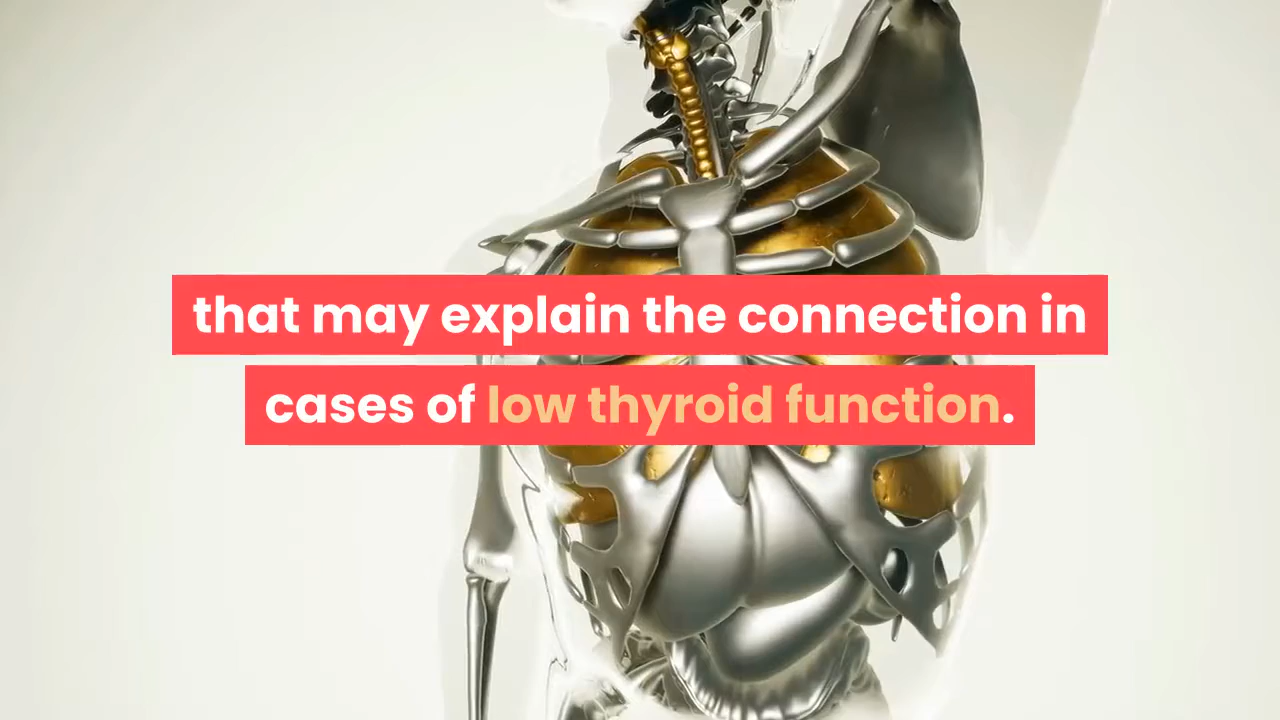 that may explain the connection in
cases of low thyroid function.